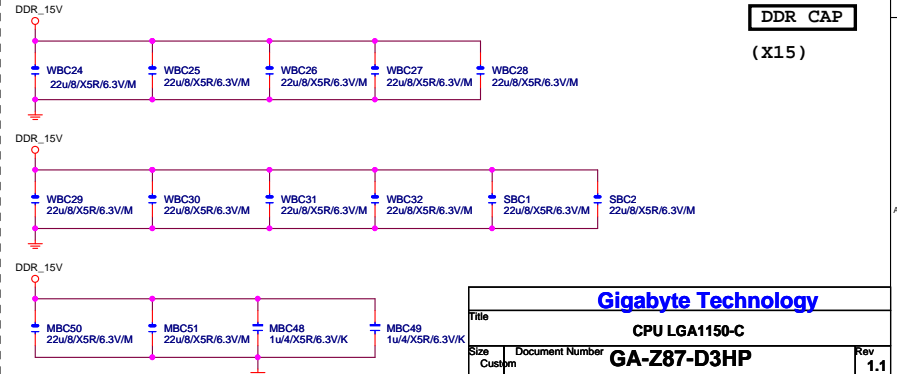 DDR_15V
DDR CAP
(X15)
WBC24
22u/8/X5R/6.3V/M
WBC25
22u/8/X5R/6.3V/M
WBC26
22u/8/X5R/6.3V/M
WBC27
22u/8/X5R/6.3V/M
WBC28
22u/8/X5R/6.3V/M
DDR_15V
WBC29
22u/8/X5R/6.3V/M
WBC30
22u/8/X5R/6.3V/M
WBC31
22u/8/X5R/6.3V/M
WBC32
22u/8/X5R/6.3V/M
SBC1
22u/8/X5R/6.3V/M
SBC2
22u/8/X5R/6.3V/M
A
DDR_15V
MBC50
22u/8/X5R/6.3V/M
MBC51
22u/8/X5R/6.3V/M
MBC48
1u/4/X5R/6.3V/K
MBC49
1u/4/X5R/6.3V/K
Gigabyte Technology
Title
CPU LGA1150-C
Size
Custom
Document Number
GA-Z87-D3HP
Rev
1.1